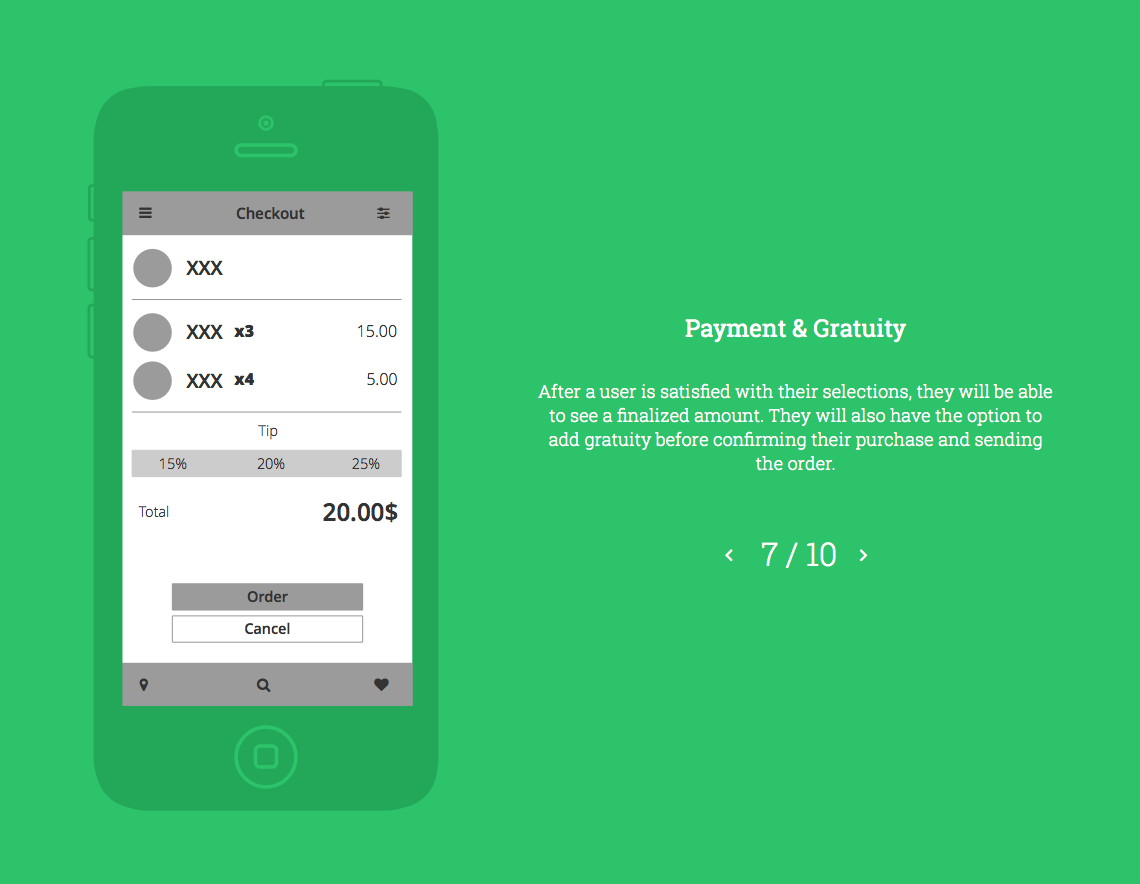 Checkout
XXX
XXX x3 15.00
XXX x4 5.00
Tip
15% 20% 25%
Total 20.00$
Order
Cancel
Payment & Gratuity
After a user is satisfied with their selections, they will be able
to see a finalized amount. They will also have the option to
add gratuity before confirming their purchase and sending
the order.
7 / 10